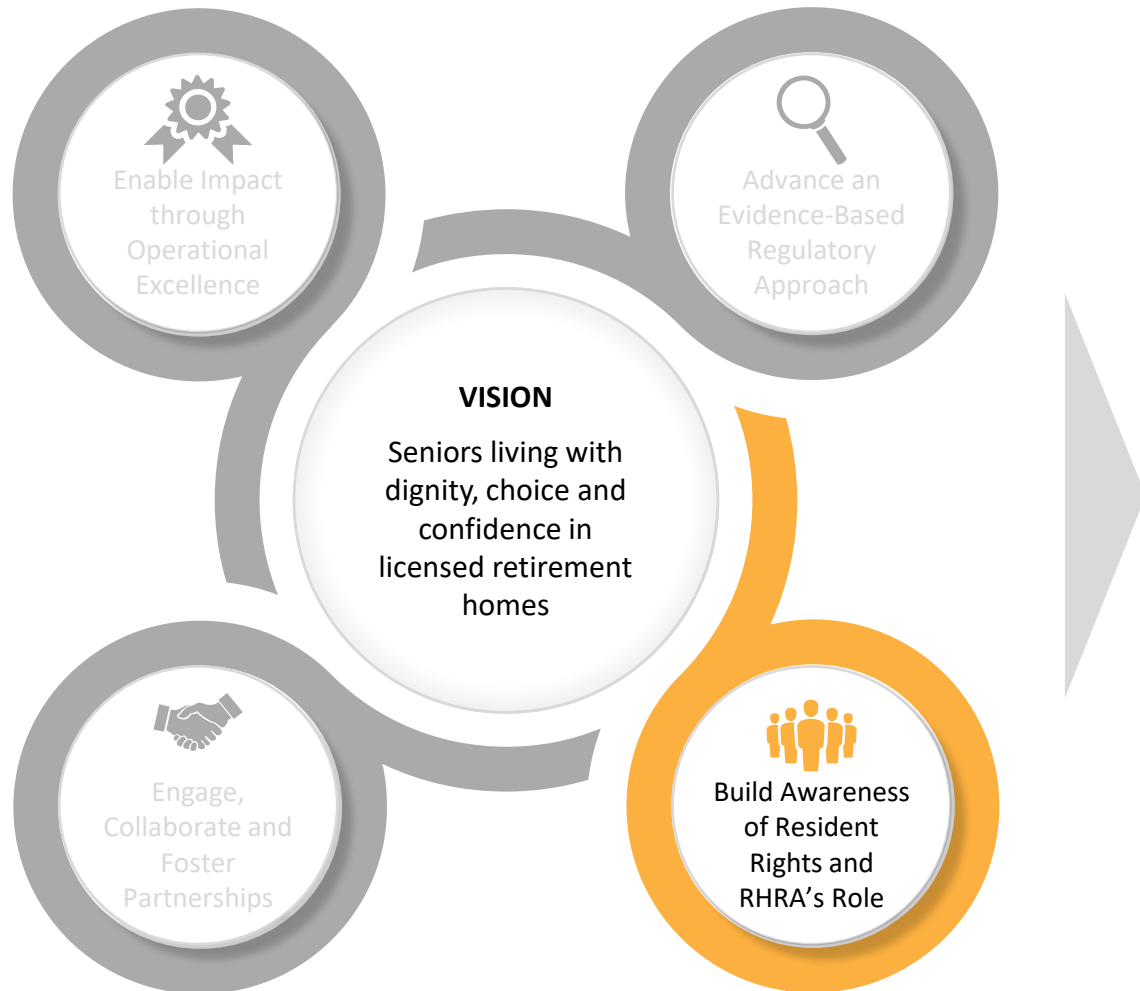 Enable Impact
through
Operational
Excellence
Advance an
Evidence-Based
Regulatory
Approach
VISION
Seniors living with
dignity, choice and
confidence in
licensed retirement
homes
Engage,
Collaborate and
Foster
Partnerships
Build Awareness
of Resident
Rights and
RHRA’s Role